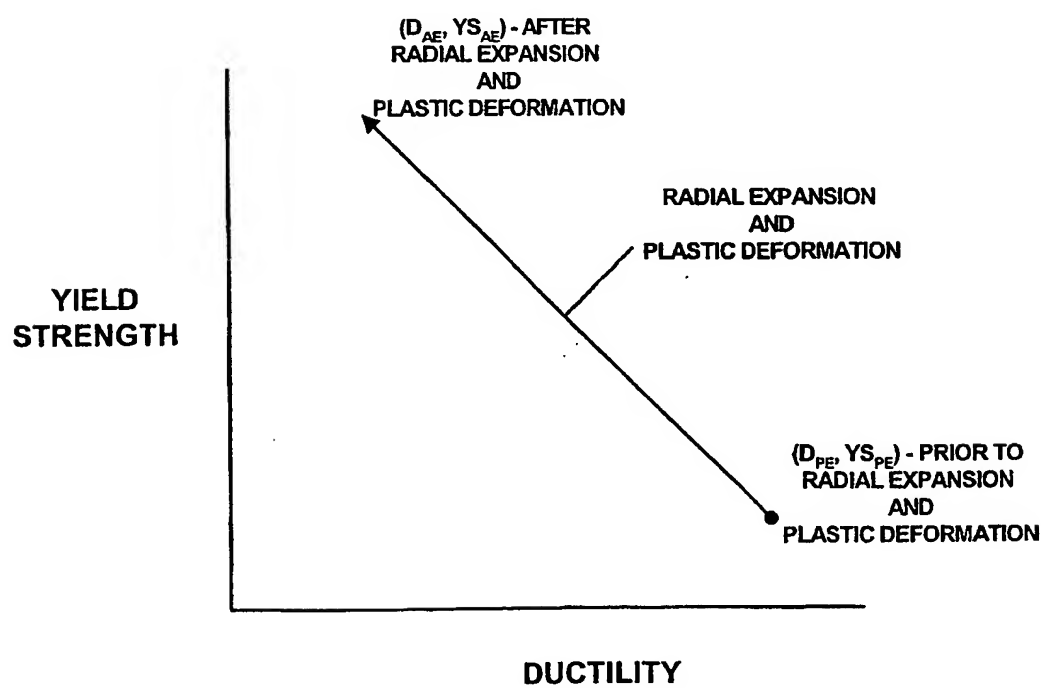 (D_AE, YS_AE) - AFTER
RADIAL EXPANSION
AND
PLASTIC DEFORMATION
RADIAL EXPANSION
AND
PLASTIC DEFORMATION
YIELD
STRENGTH
(D_PE, YS_PE) - PRIOR TO
RADIAL EXPANSION
AND
PLASTIC DEFORMATION
DUCTILITY